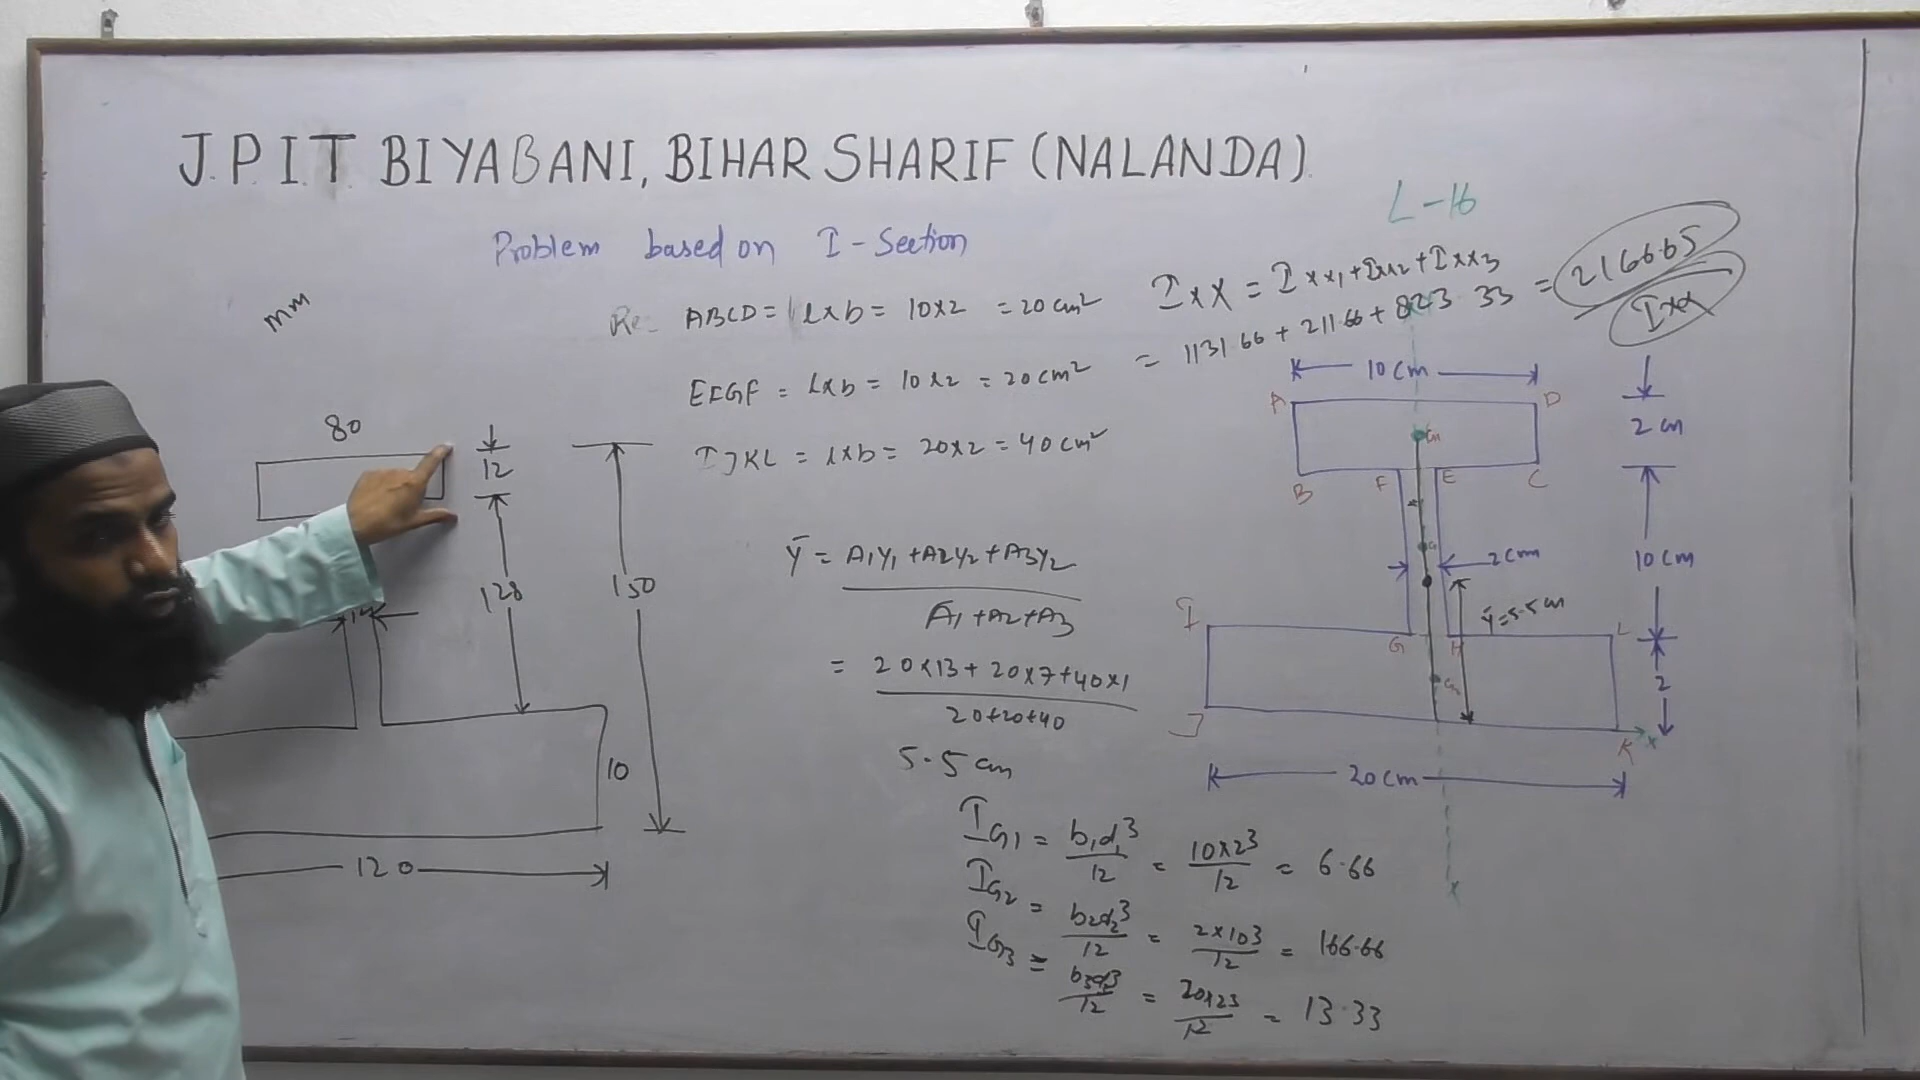 J.P.I.T BIYABANI, BIHAR SHARIF (NALANDA).
L-16
Problem based on I-Section
mm
ABCD = l×b = 10×2 = 20 cm²
EFGF = l×b = 10×2 = 20 cm²
IJKL = l×b = 20×2 = 40 cm²
Ixx = Ixx1 + Ixx2 + Ixx3
= 1131.66 + 211.66 + 823.33 = 2166.65
Ixx
80
12
128
150
10
120
Ȳ = A1Y1 + A2Y2 + A3Y2
A1 + A2 + A3
= 20×13 + 20×7 + 40×1
20+20+40
5.5 cm
IG1 = b1d1³/12 = 10×2³/12 = 6.66
IG2 = b2d2³/12 = 2×10³/12 = 166.66
IG3 = b3d3³/12 = 20×2³/12 = 13.33
10 cm
A D
2 cm
B F E C
2 cm
10 cm
Ȳ=5.5 cm
I G H L
2
J K x
20 cm